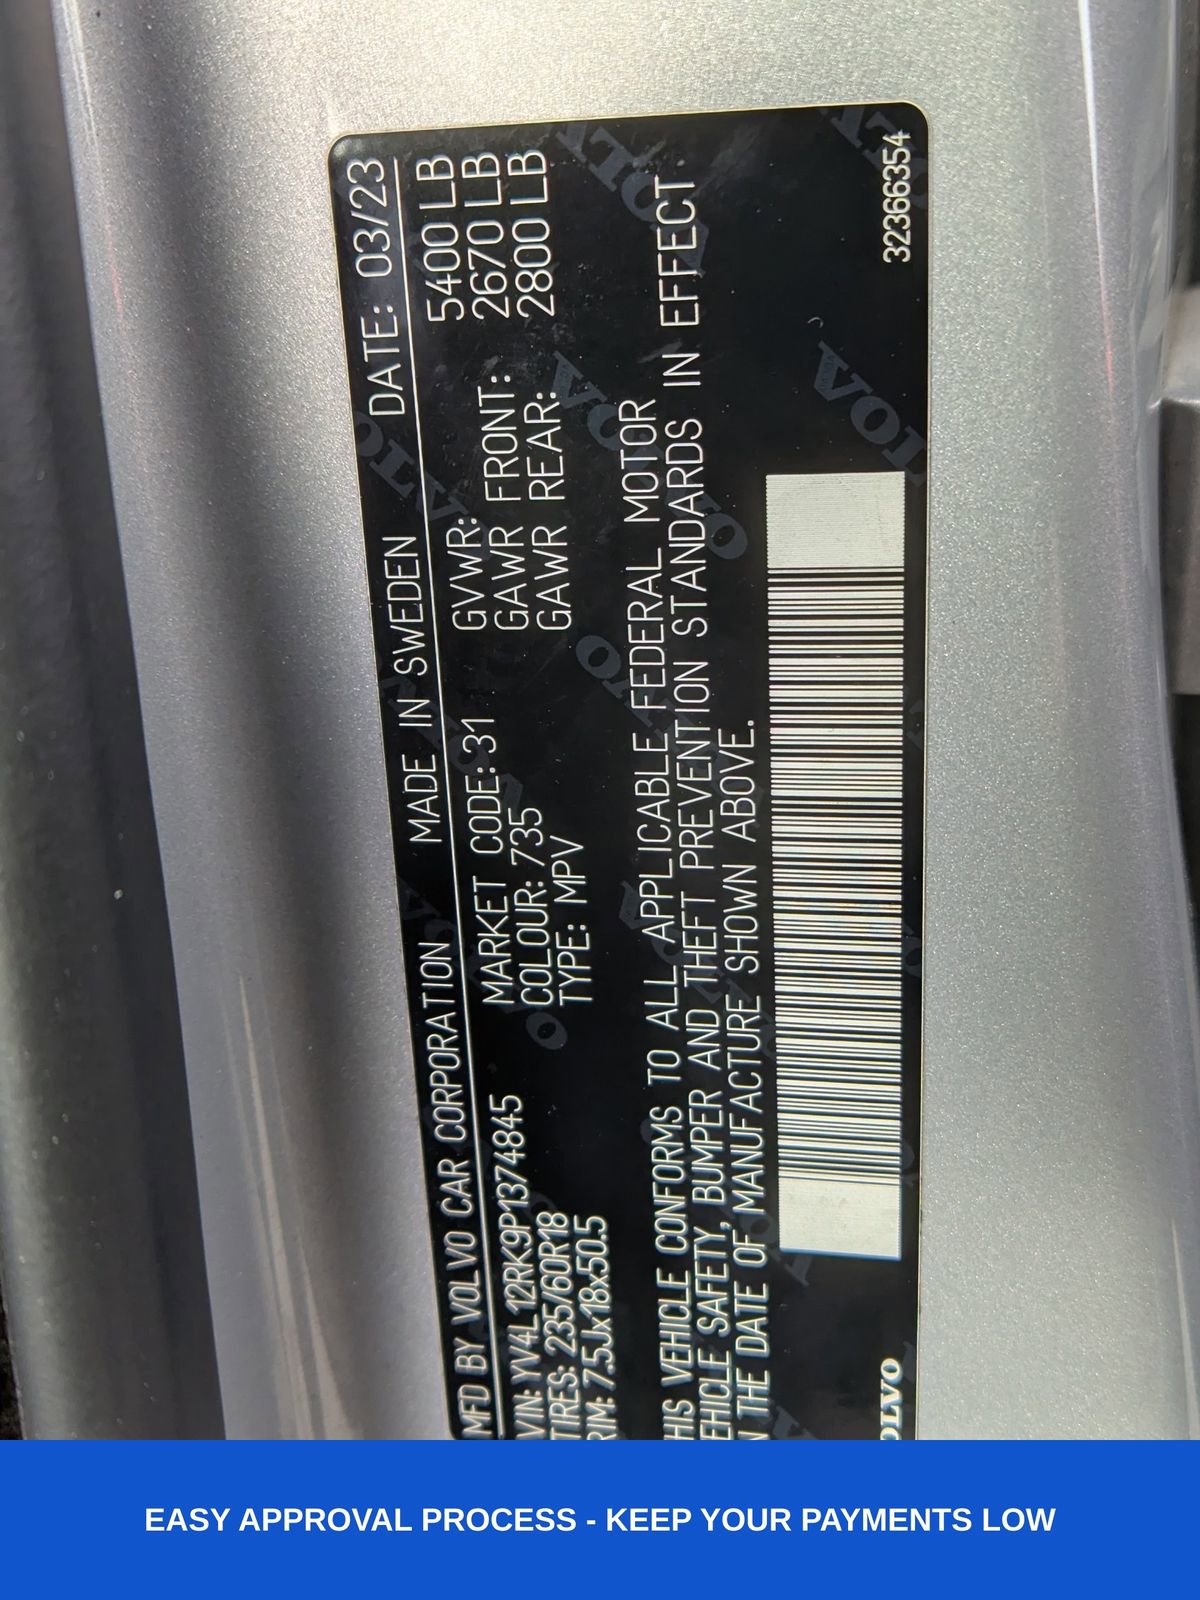 MFD BY VOLVO CAR CORPORATION MADE IN SWEDEN DATE: 03/23
VIN: YV4L12RK9P1374845 MARKET CODE: 31 GVWR: 5400 LB
TIRES: 235/60R18 COLOUR: 735 GAWR FRONT: 2670 LB
RIM: 7.5Jx18x50.5 TYPE: MPV GAWR REAR: 2800 LB
THIS VEHICLE CONFORMS TO ALL APPLICABLE FEDERAL MOTOR
VEHICLE SAFETY, BUMPER AND THEFT PREVENTION STANDARDS IN EFFECT
ON THE DATE OF MANUFACTURE SHOWN ABOVE.
VOLVO 32366354
EASY APPROVAL PROCESS - KEEP YOUR PAYMENTS LOW